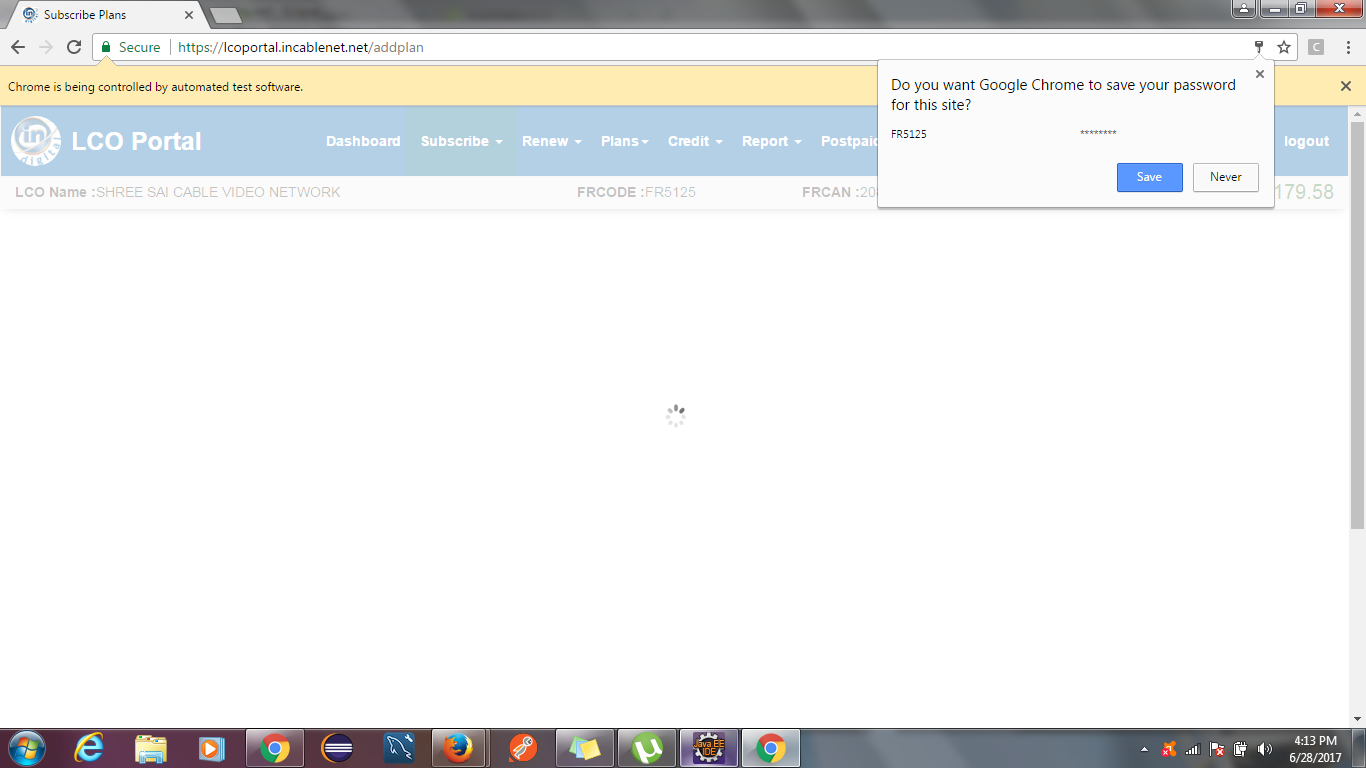 Subscribe Plans
Secure https://lcoportal.incablenet.net/addplan
Chrome is being controlled by automated test software.
Do you want Google Chrome to save your password
for this site?
FR5125 ********
Save Never
in
digital
LCO Portal Dashboard Subscribe Renew Plans Credit Report Postpaid logout
LCO Name :SHREE SAI CABLE VIDEO NETWORK FRCODE :FR5125 FRCAN :20 179.58
Java EE
IDE
4:13 PM
6/28/2017